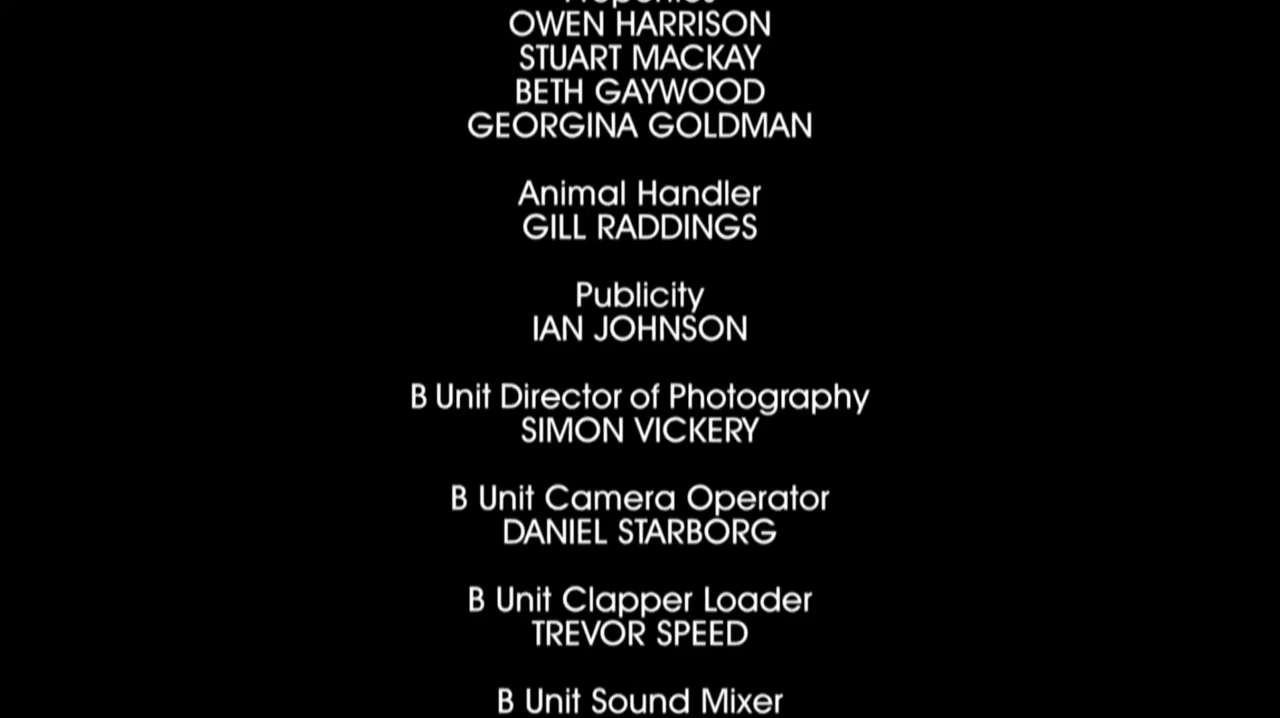 Properties
OWEN HARRISON
STUART MACKAY
BETH GAYWOOD
GEORGINA GOLDMAN
Animal Handler
GILL RADDINGS
Publicity
IAN JOHNSON
B Unit Director of Photography
SIMON VICKERY
B Unit Camera Operator
DANIEL STARBORG
B Unit Clapper Loader
TREVOR SPEED
B Unit Sound Mixer